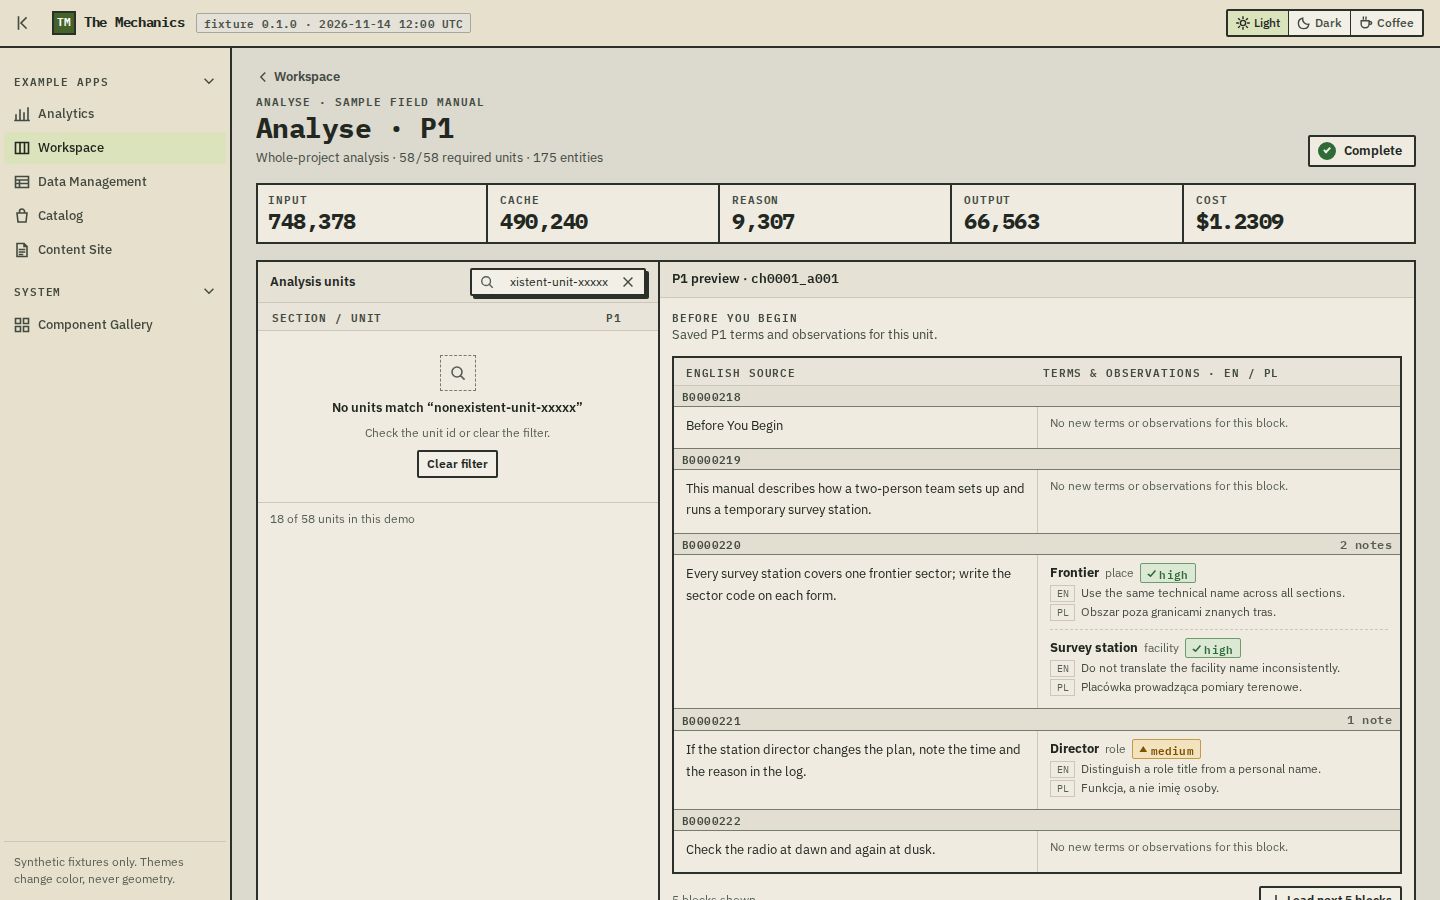 TM The Mechanics fixture 0.1.0 · 2026-11-14 12:00 UTC
Light Dark Coffee
EXAMPLE APPS
Analytics
Workspace
Data Management
Catalog
Content Site
SYSTEM
Component Gallery
Synthetic fixtures only. Themes
change color, never geometry.
Workspace
ANALYSE · SAMPLE FIELD MANUAL
Analyse · P1
Whole-project analysis · 58/58 required units · 175 entities
Complete
INPUT
748,378
CACHE
490,240
REASON
9,307
OUTPUT
66,563
COST
$1.2309
Analysis units
xistent-unit-xxxxx
SECTION / UNIT P1
No units match “nonexistent-unit-xxxxx”
Check the unit id or clear the filter.
Clear filter
18 of 58 units in this demo
P1 preview · ch0001_a001
BEFORE YOU BEGIN
Saved P1 terms and observations for this unit.
ENGLISH SOURCE TERMS & OBSERVATIONS · EN / PL
B0000218
Before You Begin
No new terms or observations for this block.
B0000219
This manual describes how a two-person team sets up and
runs a temporary survey station.
No new terms or observations for this block.
B0000220 2 notes
Every survey station covers one frontier sector; write the
sector code on each form.
Frontier place high
EN Use the same technical name across all sections.
PL Obszar poza granicami znanych tras.
Survey station facility high
EN Do not translate the facility name inconsistently.
PL Placówka prowadząca pomiary terenowe.
B0000221 1 note
If the station director changes the plan, note the time and
the reason in the log.
Director role medium
EN Distinguish a role title from a personal name.
PL Funkcja, a nie imię osoby.
B0000222
Check the radio at dawn and again at dusk.
No new terms or observations for this block.
5 blocks shown
Load next 5 blocks